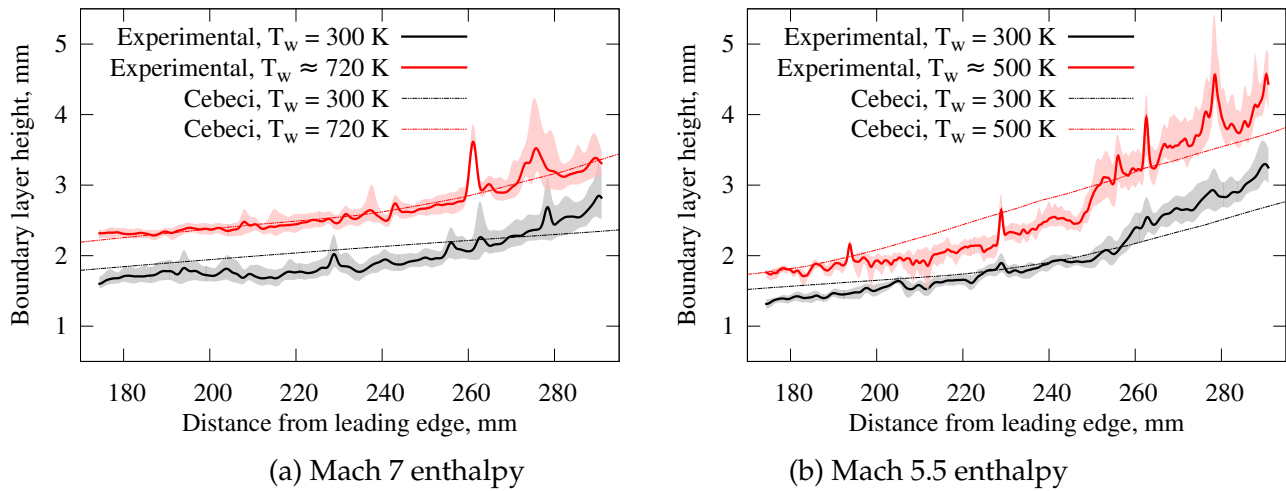 Experimental, T_w = 300 K
Experimental, T_w ≈ 720 K
Cebeci, T_w = 300 K
Cebeci, T_w = 720 K
Boundary layer height, mm
5
4
3
2
1
180 200 220 240 260 280
Distance from leading edge, mm
(a) Mach 7 enthalpy
Experimental, T_w = 300 K
Experimental, T_w ≈ 500 K
Cebeci, T_w = 300 K
Cebeci, T_w = 500 K
Boundary layer height, mm
5
4
3
2
1
180 200 220 240 260 280
Distance from leading edge, mm
(b) Mach 5.5 enthalpy